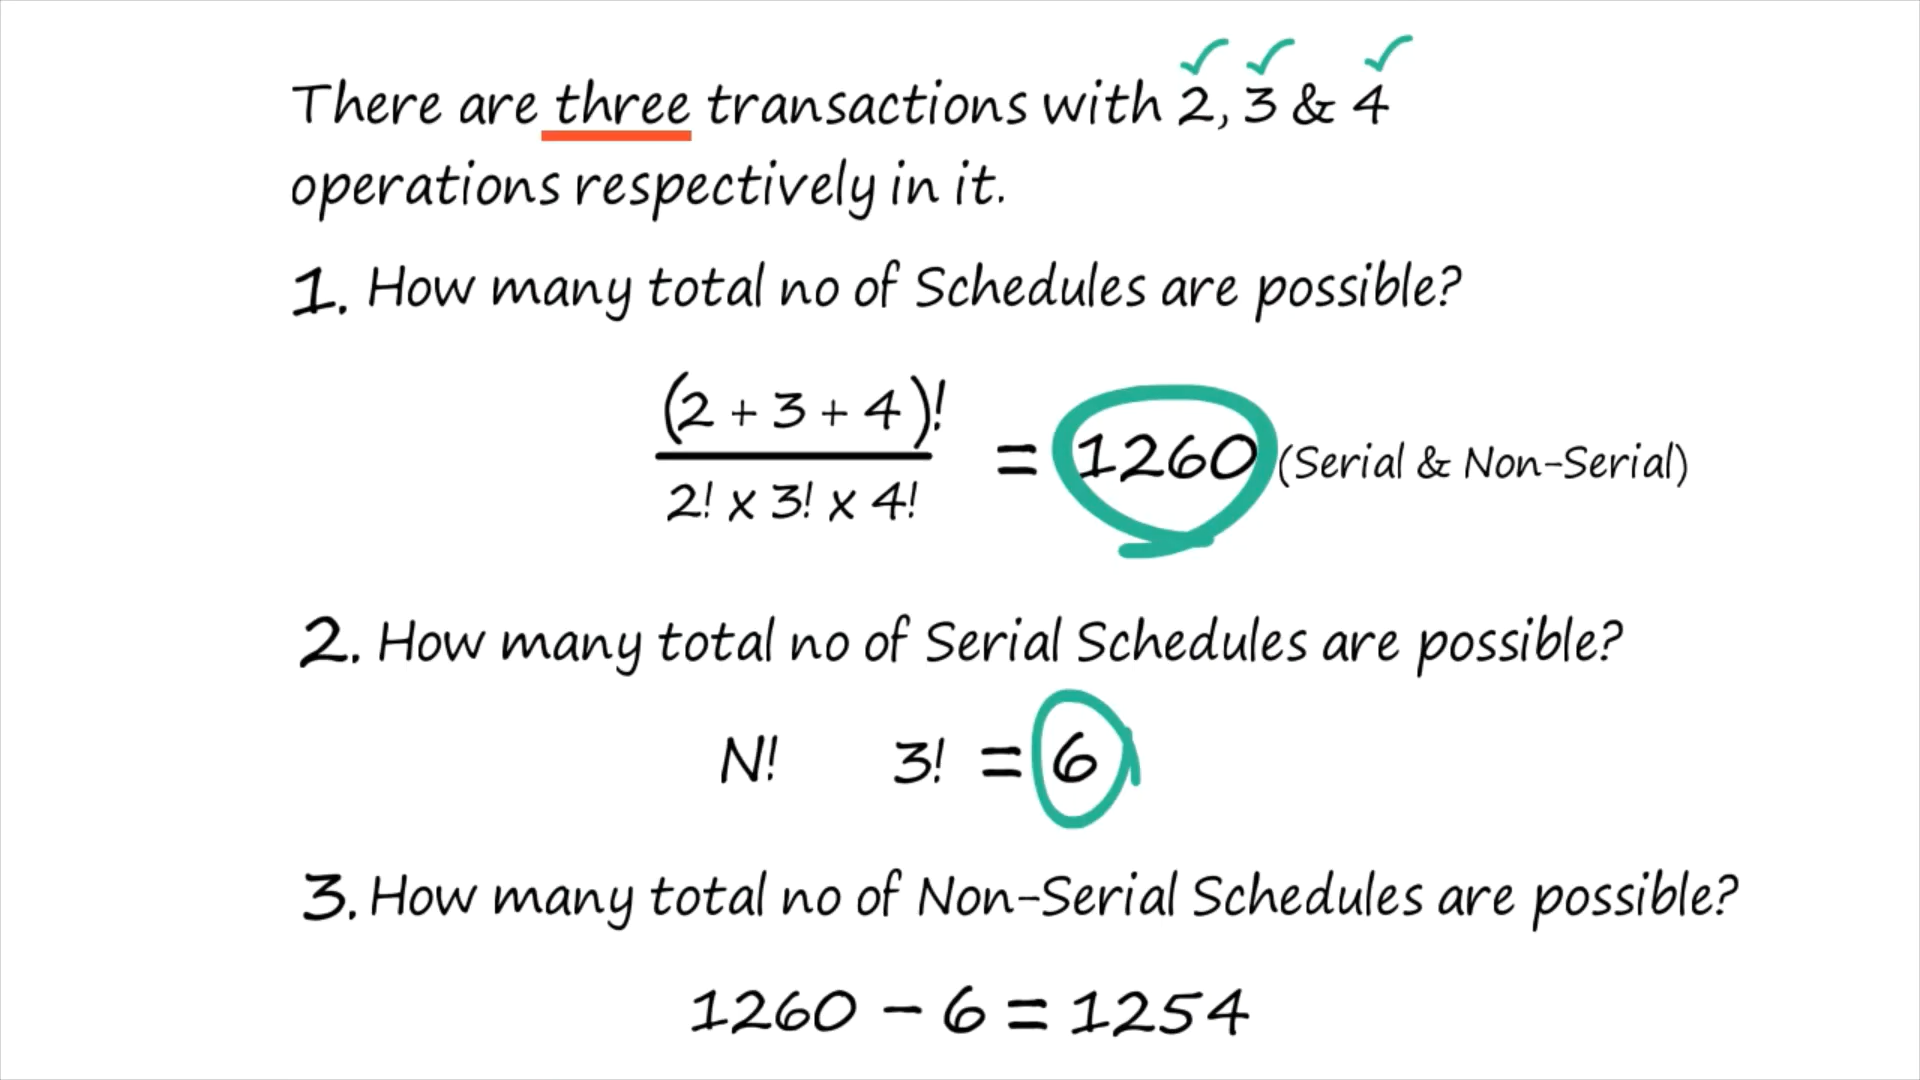 There are three transactions with 2, 3 & 4
operations respectively in it.
1. How many total no of Schedules are possible?
(2 + 3 + 4)!
2! x 3! x 4!
= 1260 (Serial & Non-Serial)
2. How many total no of Serial Schedules are possible?
N! 3! = 6
3. How many total no of Non-Serial Schedules are possible?
1260 - 6 = 1254